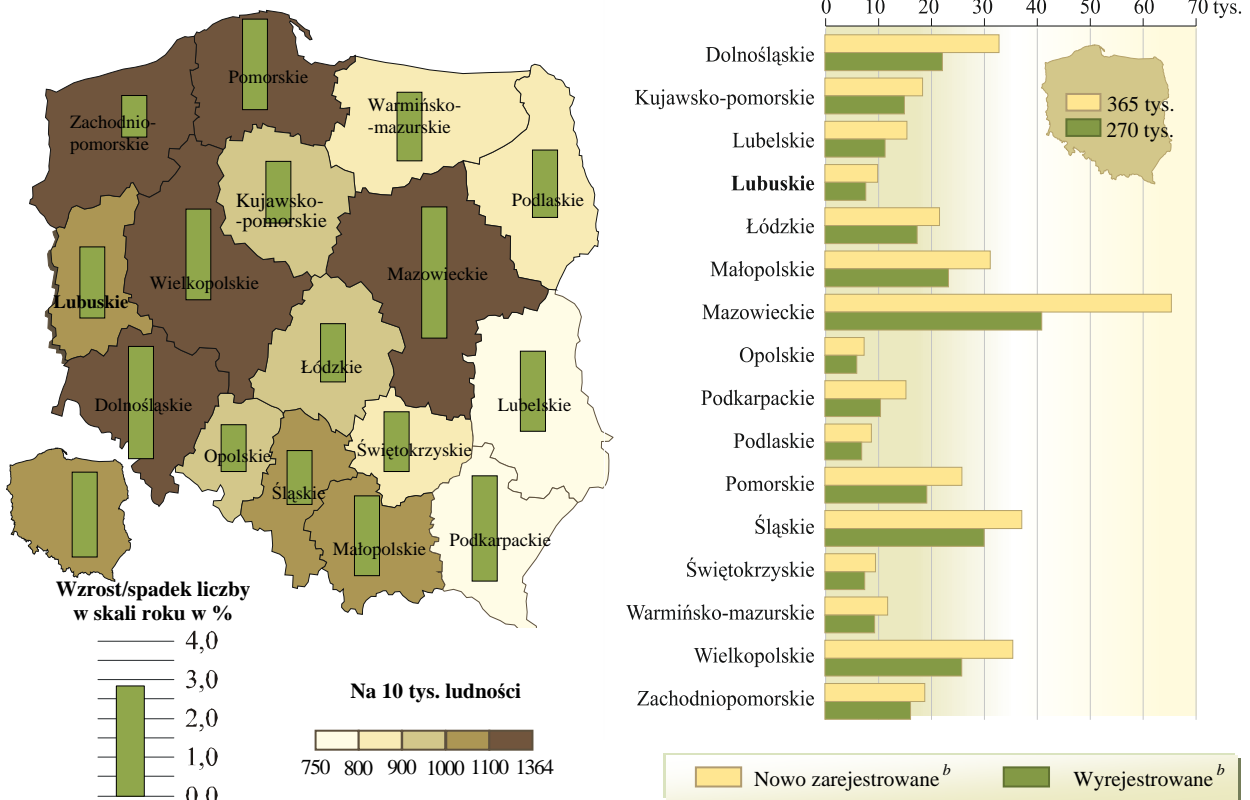 Pomorskie
Zachodnio-
pomorskie
Warmińsko-
-mazurskie
Podlaskie
Kujawsko-
-pomorskie
Lubuskie
Wielkopolskie
Mazowieckie
Łódzkie
Dolnośląskie
Lubelskie
Opolskie
Świętokrzyskie
Śląskie
Małopolskie
Podkarpackie
Wzrost/spadek liczby
w skali roku w %
4,0
3,0
2,0
1,0
0,0
Na 10 tys. ludności
750 800 900 1000 1100 1364
0 10 20 30 40 50 60 70 tys.
Dolnośląskie
Kujawsko-pomorskie
Lubelskie
Lubuskie
Łódzkie
Małopolskie
Mazowieckie
Opolskie
Podkarpackie
Podlaskie
Pomorskie
Śląskie
Świętokrzyskie
Warmińsko-mazurskie
Wielkopolskie
Zachodniopomorskie
365 tys.
270 tys.
Nowo zarejestrowane b
Wyrejestrowane b